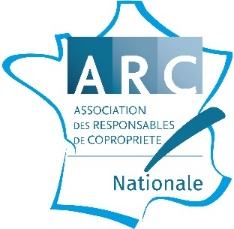 ARC
ASSOCIATION
DES RESPONSABLES
DE COPROPRIETE
Nationale